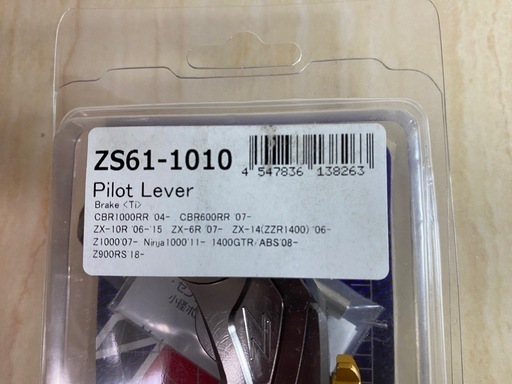 ZS61-1010
4 547836 138263
Pilot Lever
Brake <Ti>
CBR1000RR '04- CBR600RR '07-
ZX-10R '06-'15 ZX-6R '07- ZX-14(ZZR1400) '06-
Z1000'07- Ninja1000'11- 1400GTR/ABS'08-
Z900RS'18-